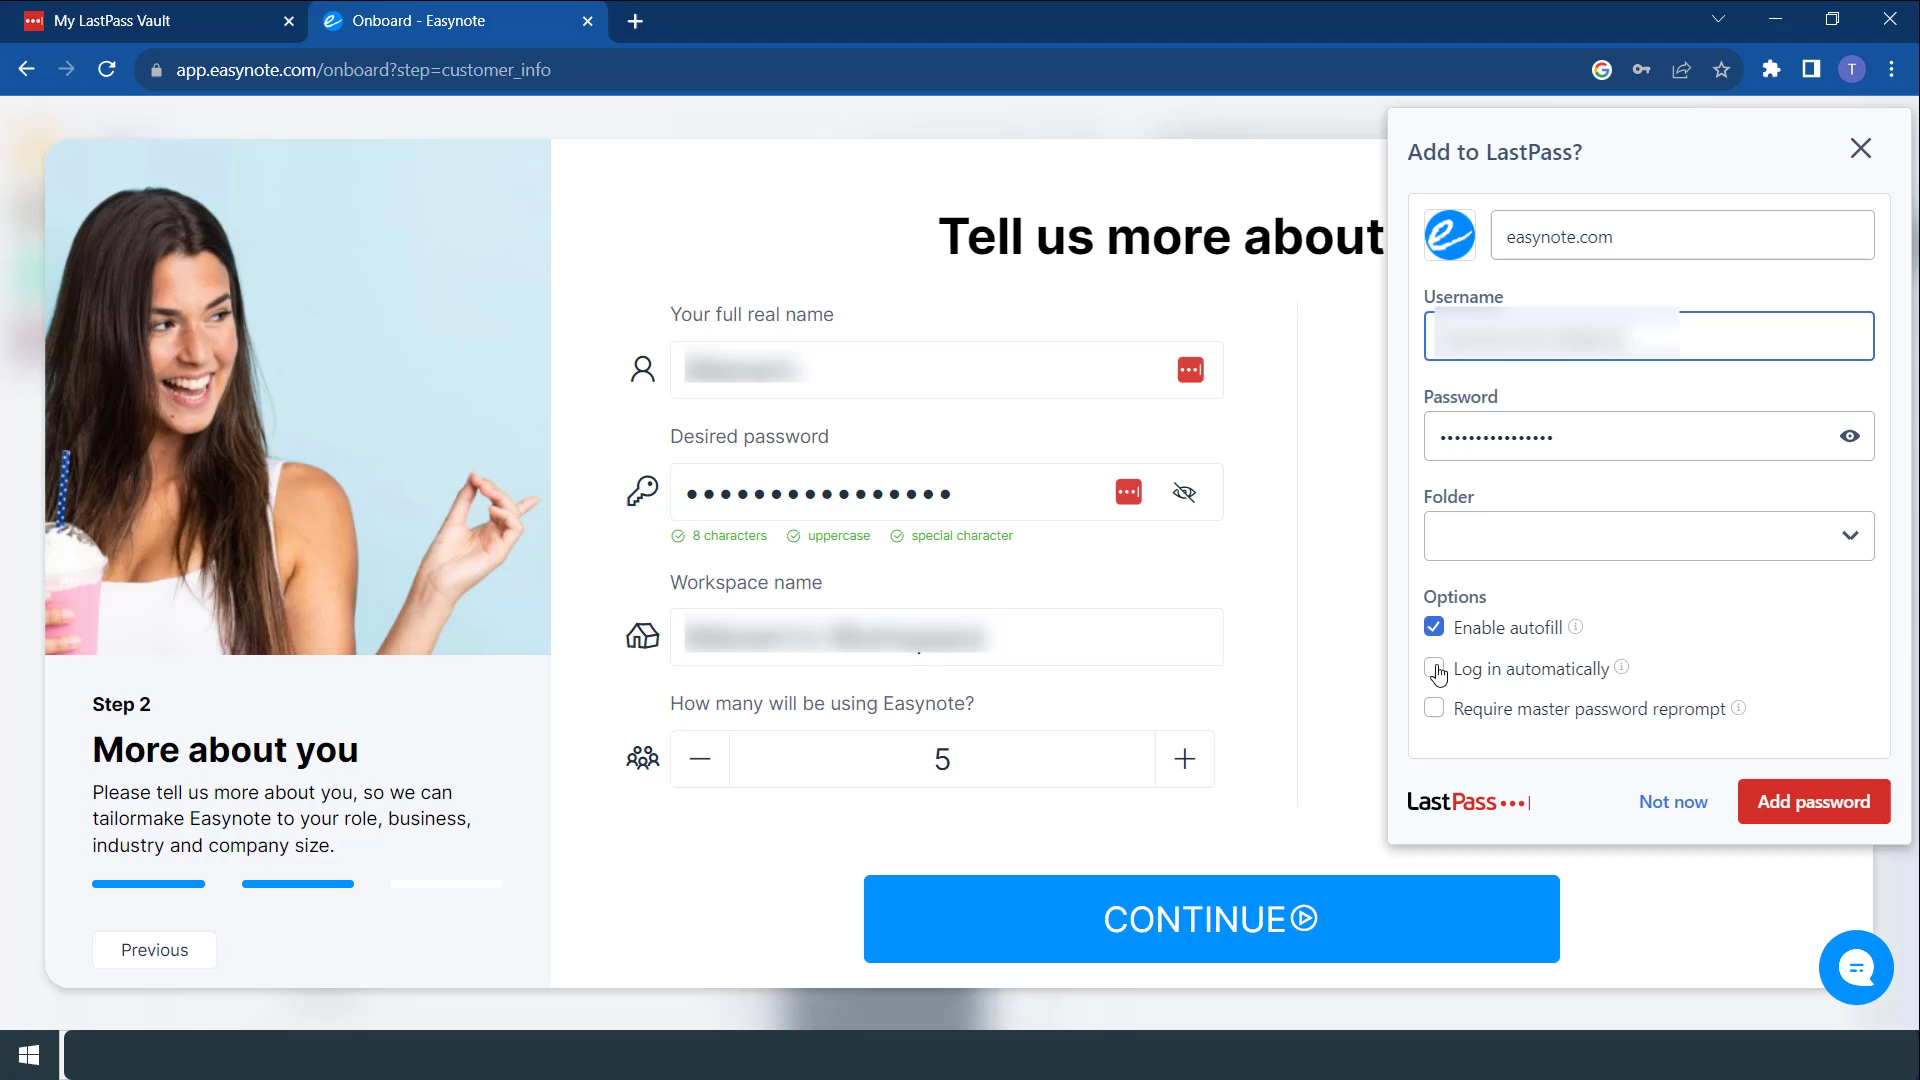 My LastPass Vault
Onboard - Easynote
app.easynote.com/onboard?step=customer_info
T
Tell us more about
Your full real name
Desired password
8 characters uppercase special character
Workspace name
How many will be using Easynote?
5
Step 2
More about you
Please tell us more about you, so we can
tailormake Easynote to your role, business,
industry and company size.
Previous
CONTINUE
Add to LastPass?
easynote.com
Username
Password
Folder
Options
Enable autofill
Log in automatically
Require master password reprompt
LastPass
Not now
Add password